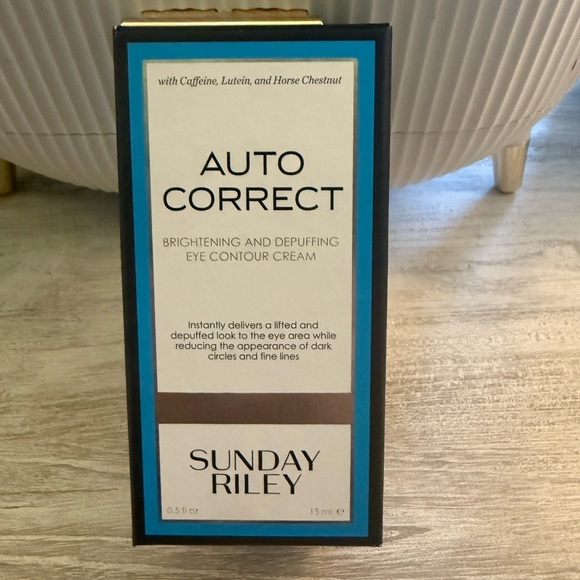 with Caffeine, Lutein, and Horse Chestnut
AUTO
CORRECT
BRIGHTENING AND DEPUFFING
EYE CONTOUR CREAM
Instantly delivers a lifted and
depuffed look to the eye area while
reducing the appearance of dark
circles and fine lines
SUNDAY
RILEY
0.5 fl oz 15 ml ℮